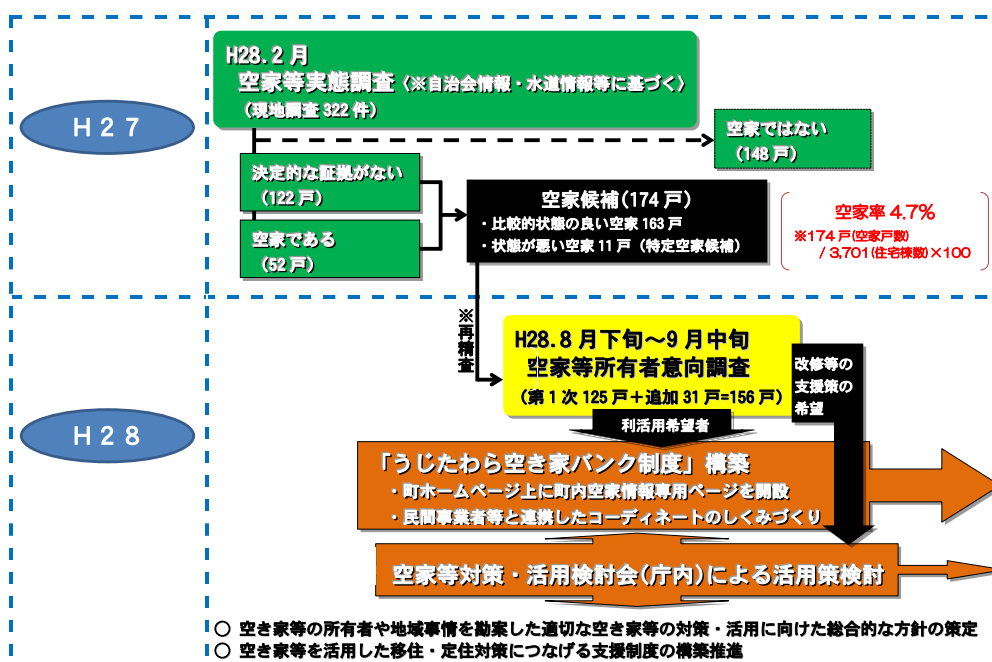 H27
H28.2月
空家等実態調査〈※自治会情報・水道情報等に基づく〉
（現地調査322件）
空家ではない
（148戸）
決定的な証拠がない
（122戸）
空家である
（52戸）
空家候補（174戸）
・比較的状態の良い空家163戸
・状態が悪い空家11戸（特定空家候補）
空家率4.7%
※174戸(空家戸数)
/3,701(住宅棟数)×100
※再精査
H28
H28.8月下旬～9月中旬
空家等所有者意向調査
（第1次125戸＋追加31戸=156戸）
改修等の
支援策の
希望
利活用希望者
「うじたわら空き家バンク制度」構築
・町ホームページ上に町内空家情報専用ページを開設
・民間事業者等と連携したコーディネートのしくみづくり
空家等対策・活用検討会(庁内)による活用策検討
○ 空き家等の所有者や地域事情を勘案した適切な空き家等の対策・活用に向けた総合的な方針の策定
○ 空き家等を活用した移住・定住対策につなげる支援制度の構築推進